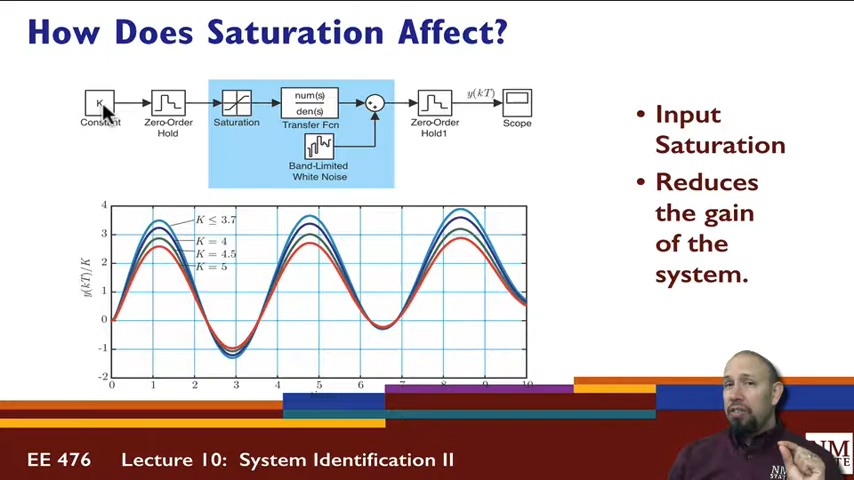 How Does Saturation Affect?
K
Constant
Zero-Order
Hold
Saturation
num(s)
den(s)
Transfer Fcn
Band-Limited
White Noise
Zero-Order
Hold1
y(kT)
Scope
• Input
Saturation
• Reduces
the gain
of the
system.
4
3
2
1
0
-1
-2
y(kT)/K
K ≤ 3.7
K = 4
K = 4.5
K = 5
0 1 2 3 4 5 6 7 8 9 10
EE 476 Lecture 10: System Identification II
NM